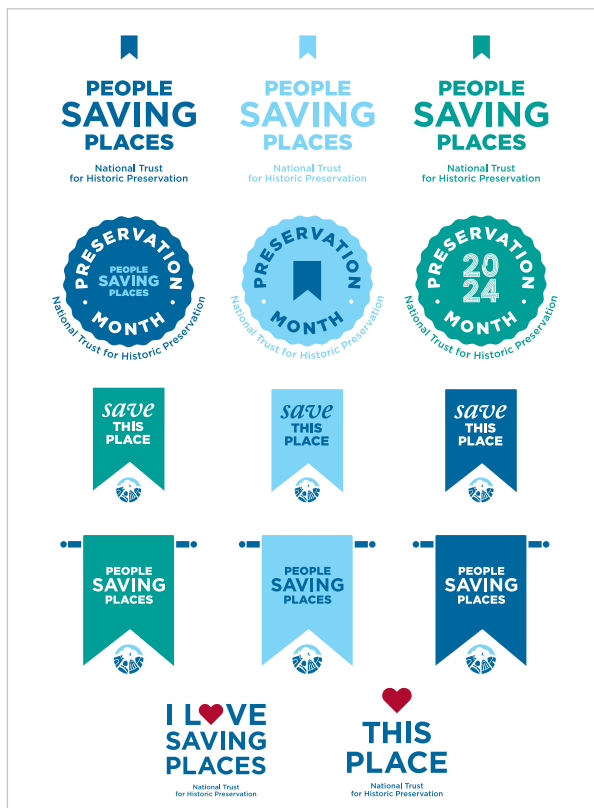 PEOPLE
SAVING
PLACES
National Trust
for Historic Preservation
PEOPLE
SAVING
PLACES
National Trust
for Historic Preservation
PEOPLE
SAVING
PLACES
National Trust
for Historic Preservation
PRESERVATION
PEOPLE
SAVING
PLACES
• MONTH •
National Trust for Historic Preservation
PRESERVATION
• MONTH •
National Trust for Historic Preservation
PRESERVATION
20
24
• MONTH •
National Trust for Historic Preservation
save
THIS
PLACE
save
THIS
PLACE
save
THIS
PLACE
PEOPLE
SAVING
PLACES
PEOPLE
SAVING
PLACES
PEOPLE
SAVING
PLACES
I L♥VE
SAVING
PLACES
National Trust
for Historic Preservation
♥
THIS
PLACE
National Trust
for Historic Preservation